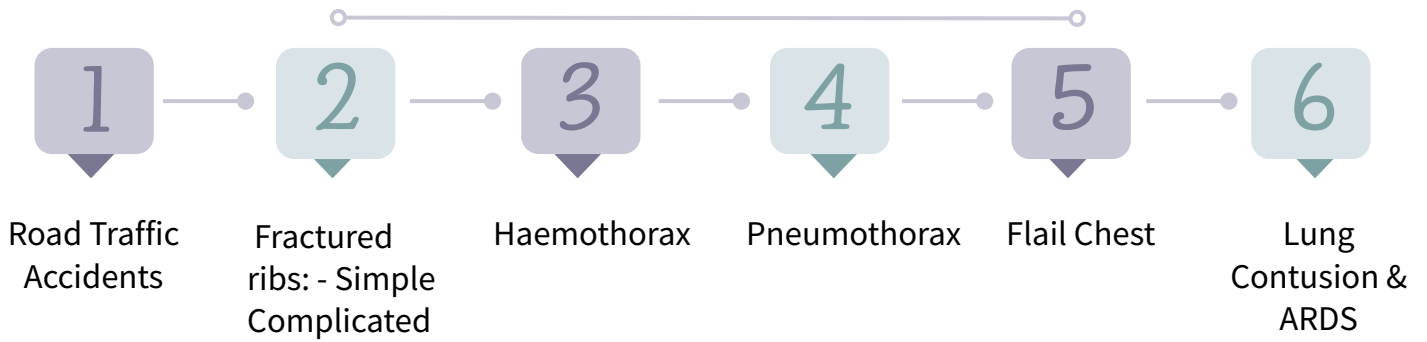 1
2
3
4
5
6
Road Traffic
Accidents
Fractured
ribs: - Simple
Complicated
Haemothorax
Pneumothorax
Flail Chest
Lung
Contusion &
ARDS